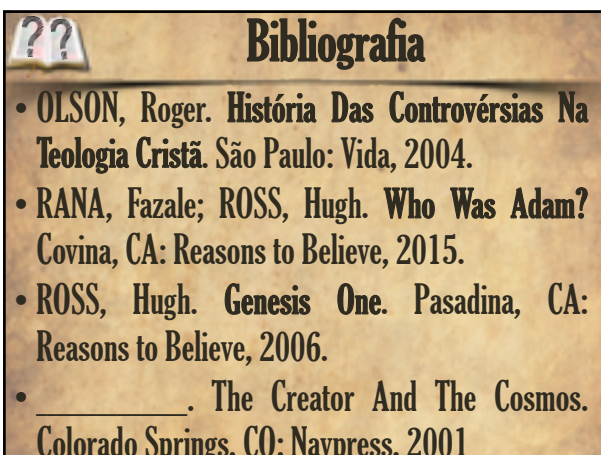 ??
Bibliografia
• OLSON, Roger. História Das Controvérsias Na
Teologia Cristã. São Paulo: Vida, 2004.
• RANA, Fazale; ROSS, Hugh. Who Was Adam?
Covina, CA: Reasons to Believe, 2015.
• ROSS, Hugh. Genesis One. Pasadina, CA:
Reasons to Believe, 2006.
• __________. The Creator And The Cosmos.
Colorado Springs, CO: Navpress, 2001